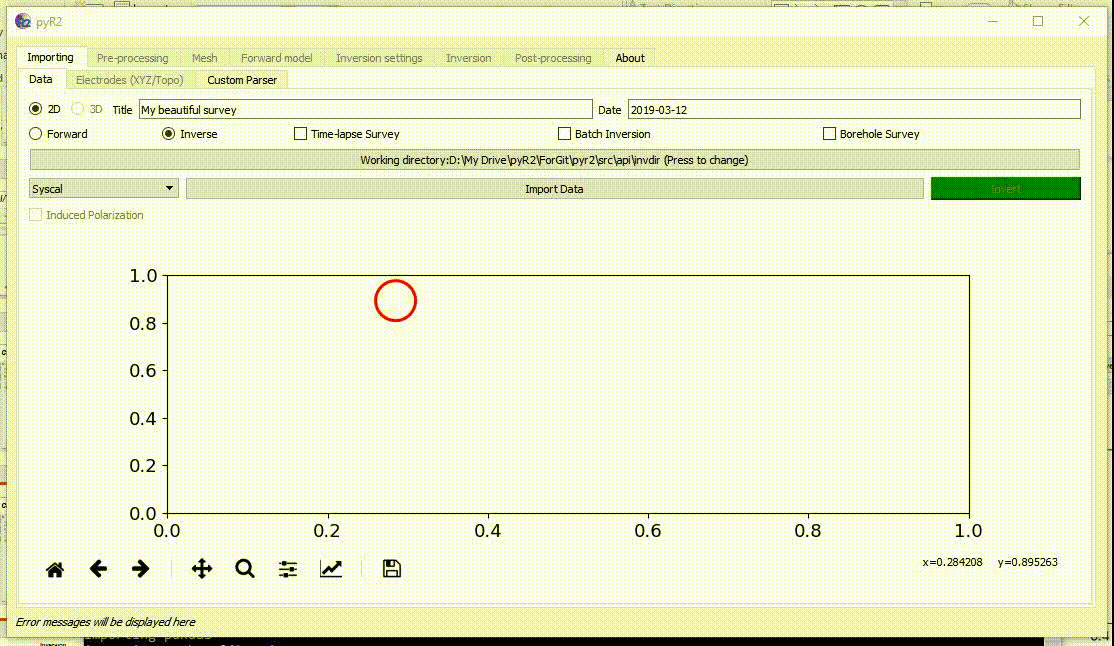 pyR2
Importing Pre-processing Mesh Forward model Inversion settings Inversion Post-processing About
Data Electrodes (XYZ/Topo) Custom Parser
2D 3D Title My beautiful survey Date 2019-03-12
Forward Inverse Time-lapse Survey Batch Inversion Borehole Survey
Working directory:D:\My Drive\pyR2\ForGit\pyr2\src\api\invdir (Press to change)
Syscal Import Data Invert
Induced Polarization
1.0
0.8
0.6
0.4
0.2
0.0
0.0 0.2 0.4 0.6 0.8 1.0
x=0.284208 y=0.895263
Error messages will be displayed here